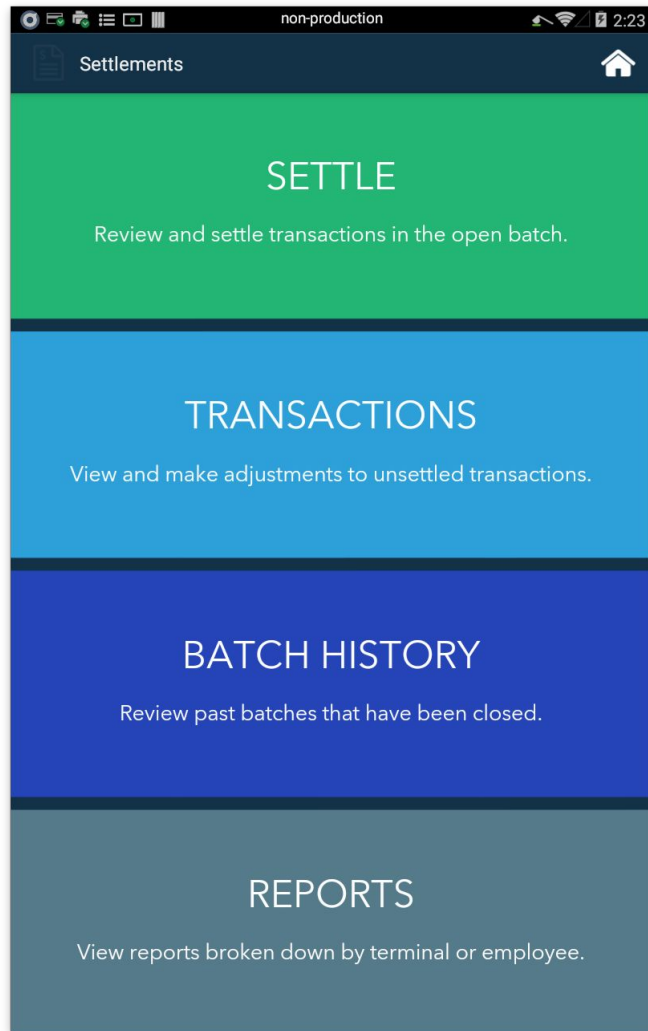 non-production 2:23
Settlements
SETTLE
Review and settle transactions in the open batch.
TRANSACTIONS
View and make adjustments to unsettled transactions.
BATCH HISTORY
Review past batches that have been closed.
REPORTS
View reports broken down by terminal or employee.